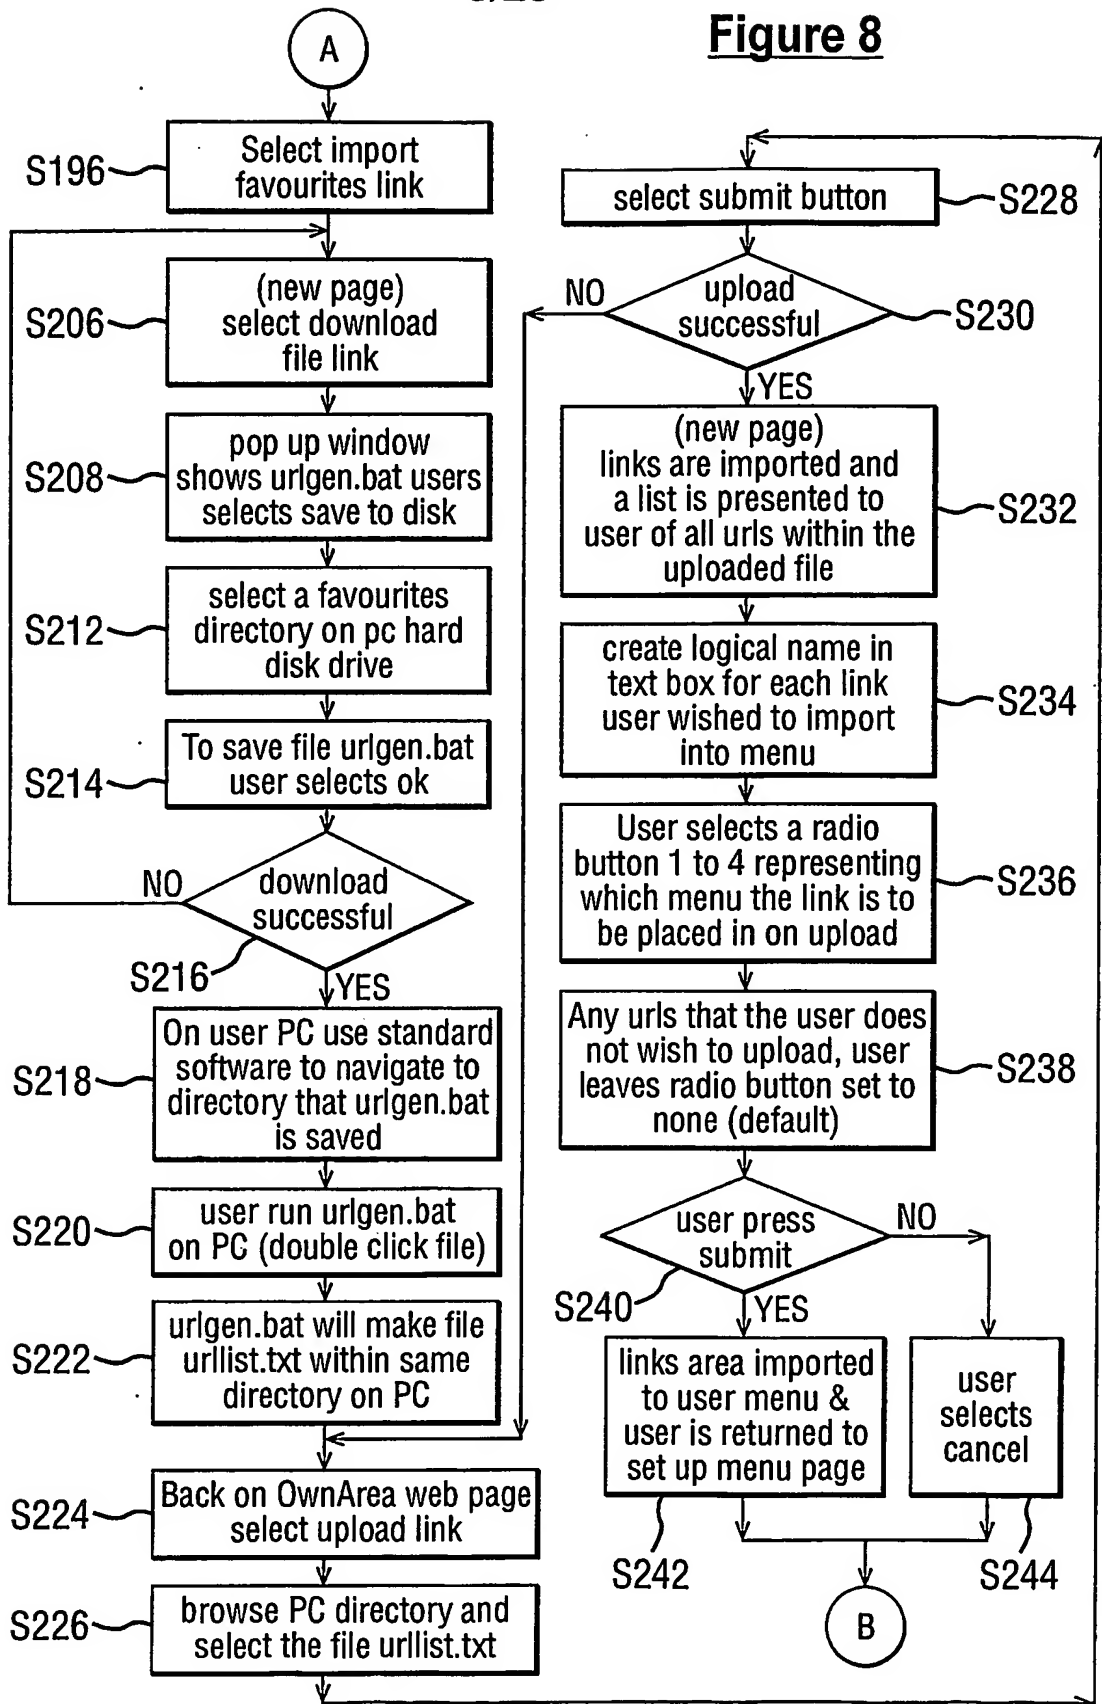 Figure 8
A
Select import
favourites link
S196
(new page)
select download
file link
S206
pop up window
shows urlgen.bat users
selects save to disk
S208
select a favourites
directory on pc hard
disk drive
S212
To save file urlgen.bat
user selects ok
S214
download
successful
NO
S216
YES
On user PC use standard
software to navigate to
directory that urlgen.bat
is saved
S218
user run urlgen.bat
on PC (double click file)
S220
urlgen.bat will make file
urllist.txt within same
directory on PC
S222
Back on OwnArea web page
select upload link
S224
browse PC directory and
select the file urllist.txt
S226
select submit button
S228
upload
successful
NO
S230
YES
(new page)
links are imported and
a list is presented to
user of all urls within the
uploaded file
S232
create logical name in
text box for each link
user wished to import
into menu
S234
User selects a radio
button 1 to 4 representing
which menu the link is to
be placed in on upload
S236
Any urls that the user does
not wish to upload, user
leaves radio button set to
none (default)
S238
user press
submit
NO
S240
YES
links area imported
to user menu &
user is returned to
set up menu page
S242
user
selects
cancel
S244
B